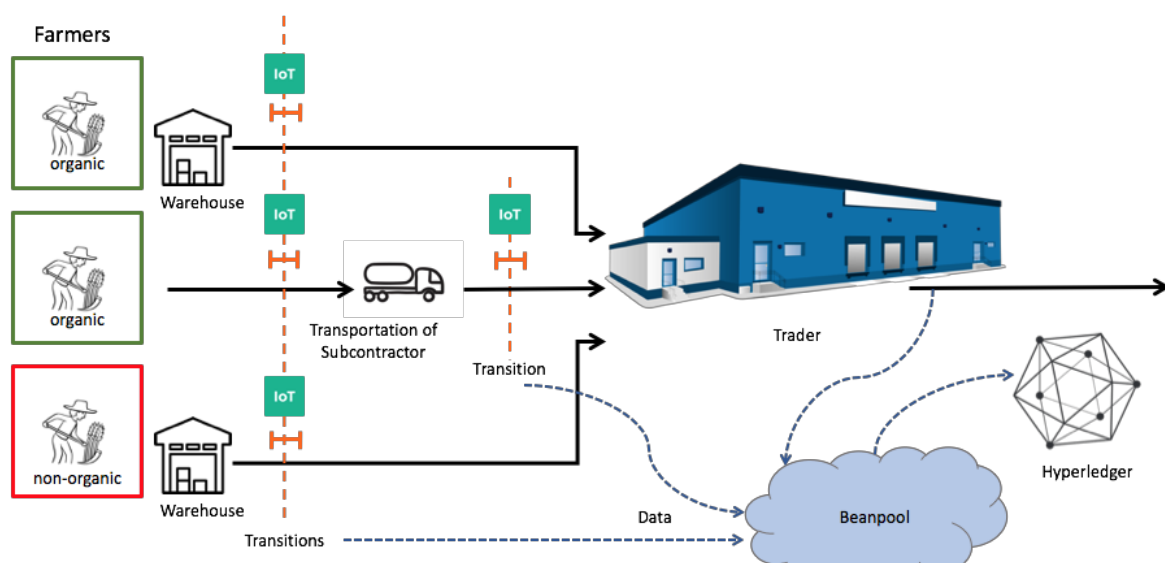 Farmers
IoT
organic
Warehouse
IoT
IoT
organic
Transportation of
Subcontractor
Trader
Transition
IoT
non-organic
Warehouse
Hyperledger
Data
Beanpool
Transitions